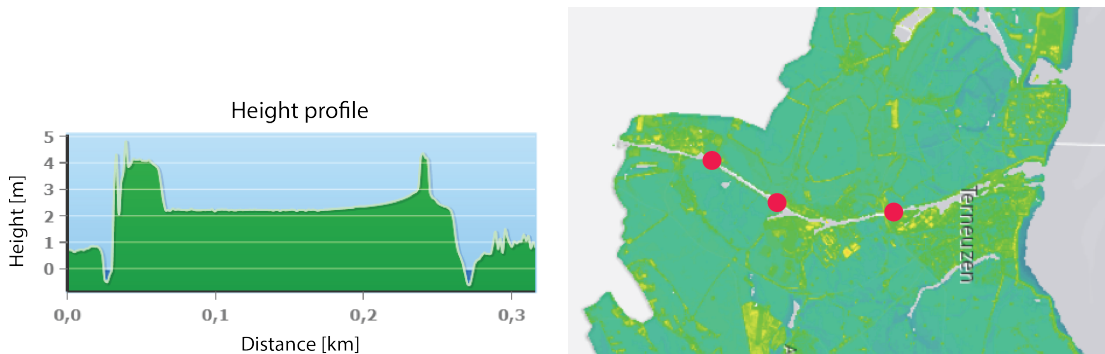 Height profile
Height [m]
5
4
3
2
1
0
0,0
0,1
0,2
0,3
Distance [km]
Terneuzen